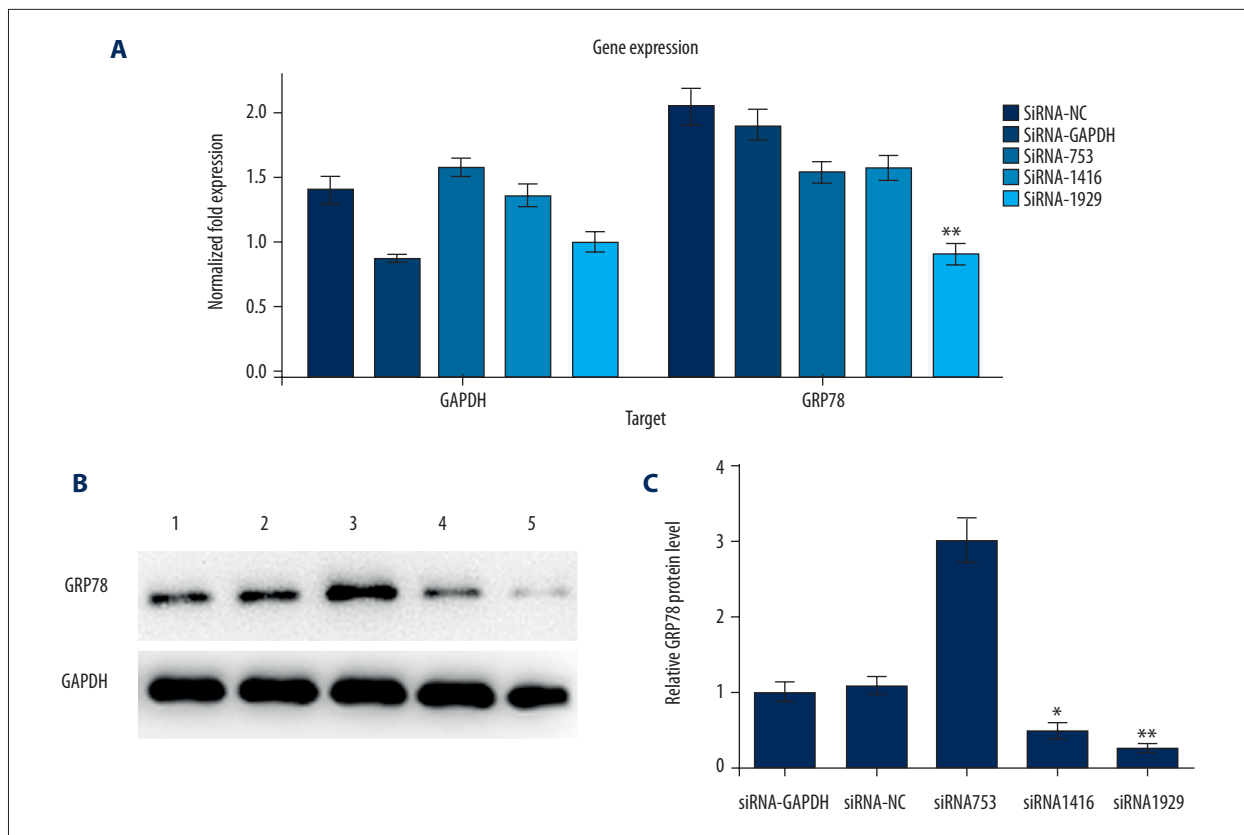 A
Gene expression
Normalized fold expression
2.0
1.5
1.0
0.5
0.0
**
GAPDH
GRP78
Target
SiRNA-NC
SiRNA-GAPDH
SiRNA-753
SiRNA-1416
SiRNA-1929
B
1 2 3 4 5
GRP78
GAPDH
C
Relative GRP78 protein level
4
3
2
1
0
*
**
siRNA-GAPDH siRNA-NC siRNA753 siRNA1416 siRNA1929